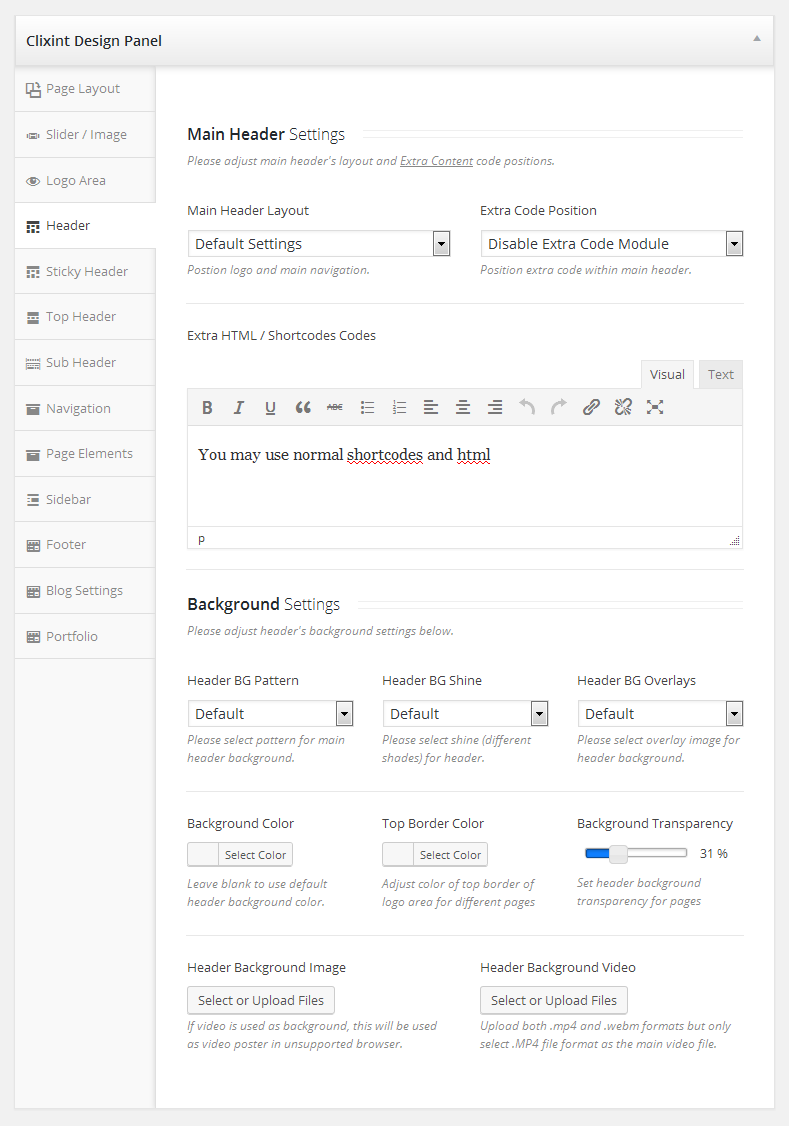 Clixint Design Panel
Page Layout
Slider / Image
Logo Area
Header
Sticky Header
Top Header
Sub Header
Navigation
Page Elements
Sidebar
Footer
Blog Settings
Portfolio
Main Header Settings
Please adjust main header's layout and Extra Content code positions.
Main Header Layout
Default Settings
Postion logo and main navigation.
Extra Code Position
Disable Extra Code Module
Position extra code within main header.
Extra HTML / Shortcodes Codes
Visual Text
B I U ABC
You may use normal shortcodes and html
p
Background Settings
Please adjust header's background settings below.
Header BG Pattern
Default
Please select pattern for main
header background.
Header BG Shine
Default
Please select shine (different
shades) for header.
Header BG Overlays
Default
Please select overlay image for
header background.
Background Color
Select Color
Leave blank to use default
header background color.
Top Border Color
Select Color
Adjust color of top border of
logo area for different pages
Background Transparency
31 %
Set header background
transparency for pages
Header Background Image
Select or Upload Files
If video is used as background, this will be used
as video poster in unsupported browser.
Header Background Video
Select or Upload Files
Upload both .mp4 and .webm formats but only
select .MP4 file format as the main video file.